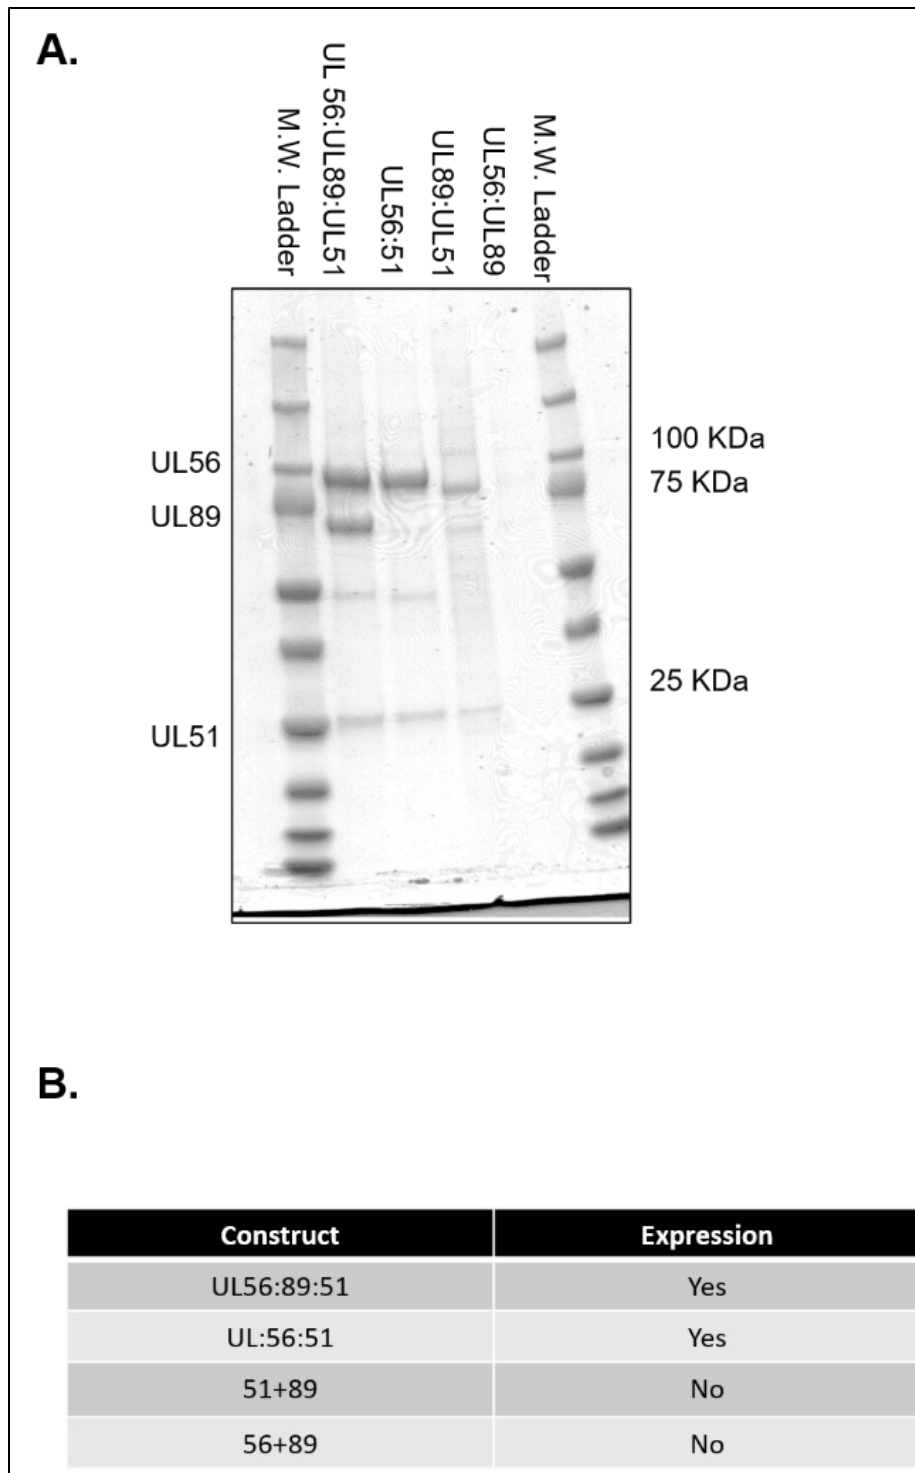 A.
M.W. Ladder
UL 56:UL89:UL51
UL56:51
UL89:UL51
UL56:UL89
M.W. Ladder
UL56
UL89
UL51
100 KDa
75 KDa
25 KDa
B.
Construct Expression
UL56:89:51 Yes
UL:56:51 Yes
51+89 No
56+89 No